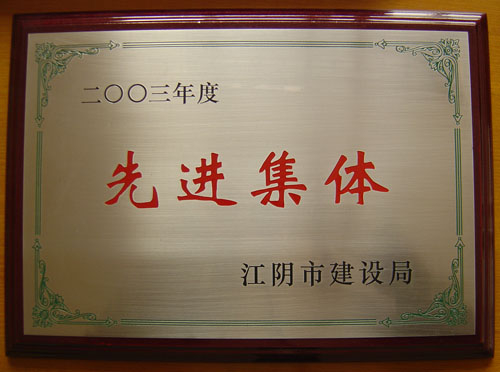 二〇〇三年度
先进集体
江阴市建设局